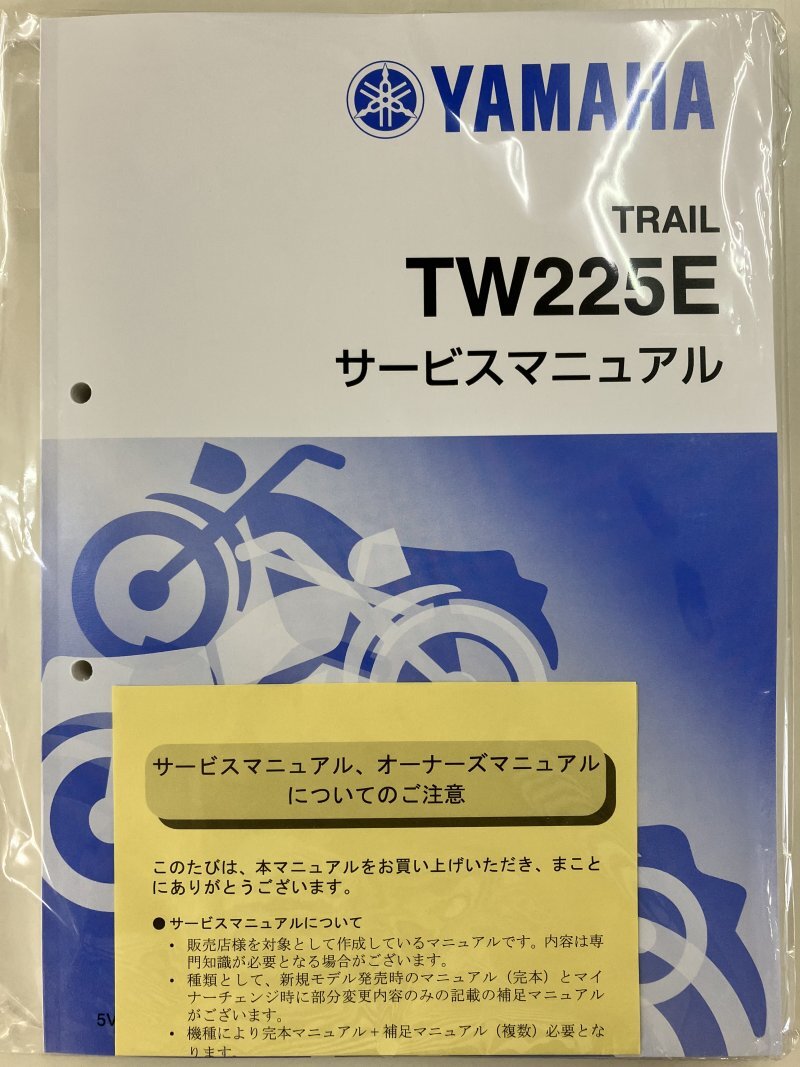 YAMAHA
TRAIL
TW225E
サービスマニュアル
サービスマニュアル、オーナーズマニュアル
についてのご注意
このたびは、本マニュアルをお買い上げいただき、まこと
にありがとうございます。
● サービスマニュアルについて
・ 販売店様を対象として作成しているマニュアルです。内容は専
門知識が必要となる場合がございます。
・ 種類として、新規モデル発売時のマニュアル（完本）とマイ
ナーチェンジ時に部分変更内容のみの記載の補足マニュアル
がございます。
5V
・ 機種により完本マニュアル＋補足マニュアル（複数）必要とな
ります。